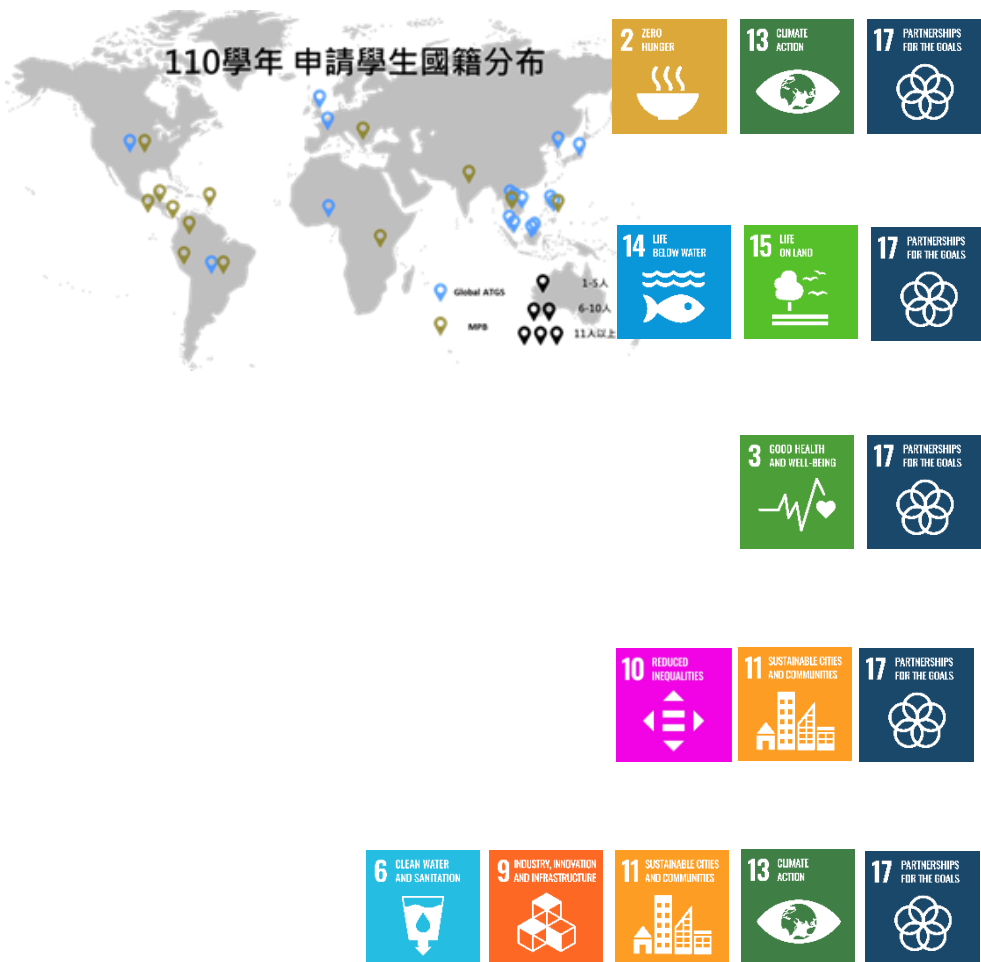 110學年 申請學生國籍分布
Global ATGS
MPB
1-5人
6-10人
11人以上
2 ZERO
HUNGER
13 CLIMATE
ACTION
17 PARTNERSHIPS
FOR THE GOALS
14 LIFE
BELOW WATER
15 LIFE
ON LAND
17 PARTNERSHIPS
FOR THE GOALS
3 GOOD HEALTH
AND WELL-BEING
17 PARTNERSHIPS
FOR THE GOALS
10 REDUCED
INEQUALITIES
11 SUSTAINABLE CITIES
AND COMMUNITIES
17 PARTNERSHIPS
FOR THE GOALS
6 CLEAN WATER
AND SANITATION
9 INDUSTRY, INNOVATION
AND INFRASTRUCTURE
11 SUSTAINABLE CITIES
AND COMMUNITIES
13 CLIMATE
ACTION
17 PARTNERSHIPS
FOR THE GOALS